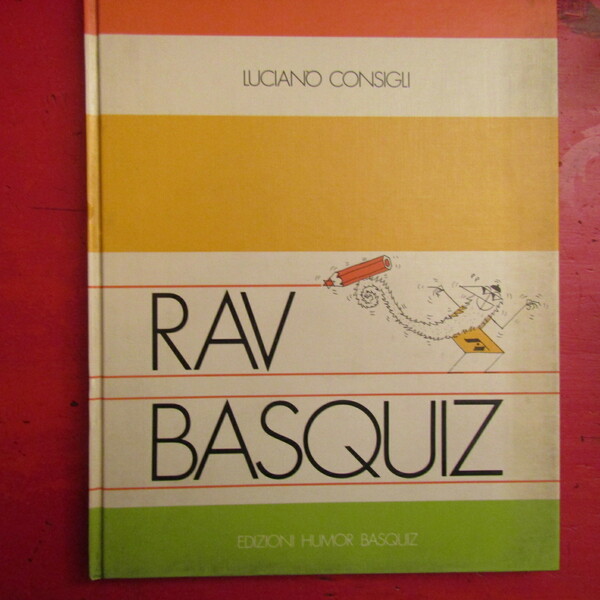 LUCIANO CONSIGLI
RAV
BASQUIZ
EDIZIONI HUMOR BASQUIZ